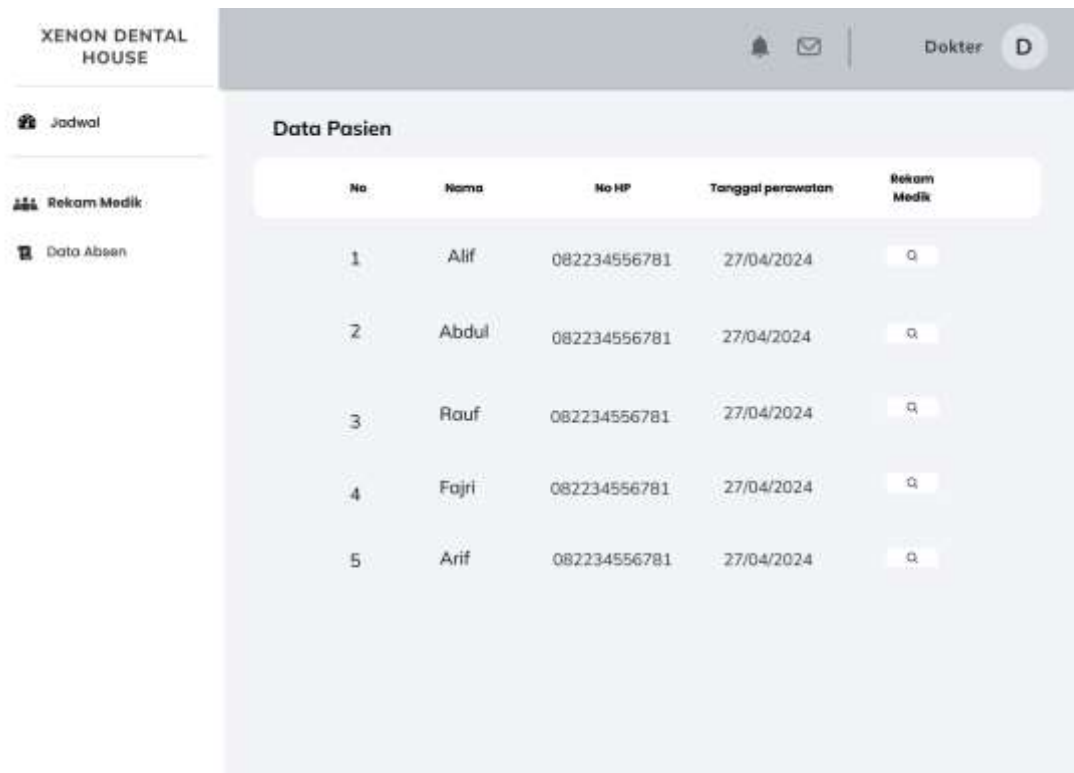 XENON DENTAL
HOUSE
Dokter D
Jadwal
Rekam Medik
Data Absen
Data Pasien
No Nama No HP Tanggal perawatan Rekam Medik
1 Alif 082234556781 27/04/2024
2 Abdul 082234556781 27/04/2024
3 Rauf 082234556781 27/04/2024
4 Fajri 082234556781 27/04/2024
5 Arif 082234556781 27/04/2024